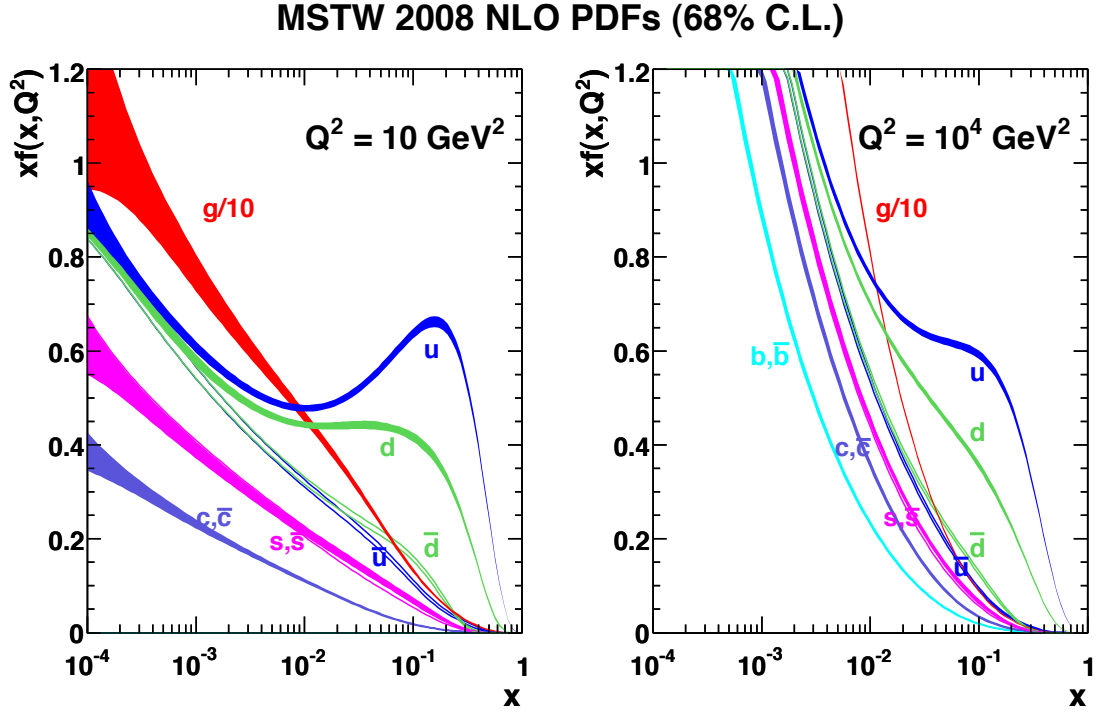 MSTW 2008 NLO PDFs (68% C.L.)
xf(x,Q²)
1.2
1
0.8
0.6
0.4
0.2
0
Q² = 10 GeV²
g/10
u
d
c,c̅
s,s̅
u̅
d̅
10⁻⁴
10⁻³
10⁻²
10⁻¹
1
x
xf(x,Q²)
1.2
1
0.8
0.6
0.4
0.2
0
Q² = 10⁴ GeV²
g/10
b,b̅
u
d
c,c̅
s,s̅
d̅
u̅
10⁻⁴
10⁻³
10⁻²
10⁻¹
1
x